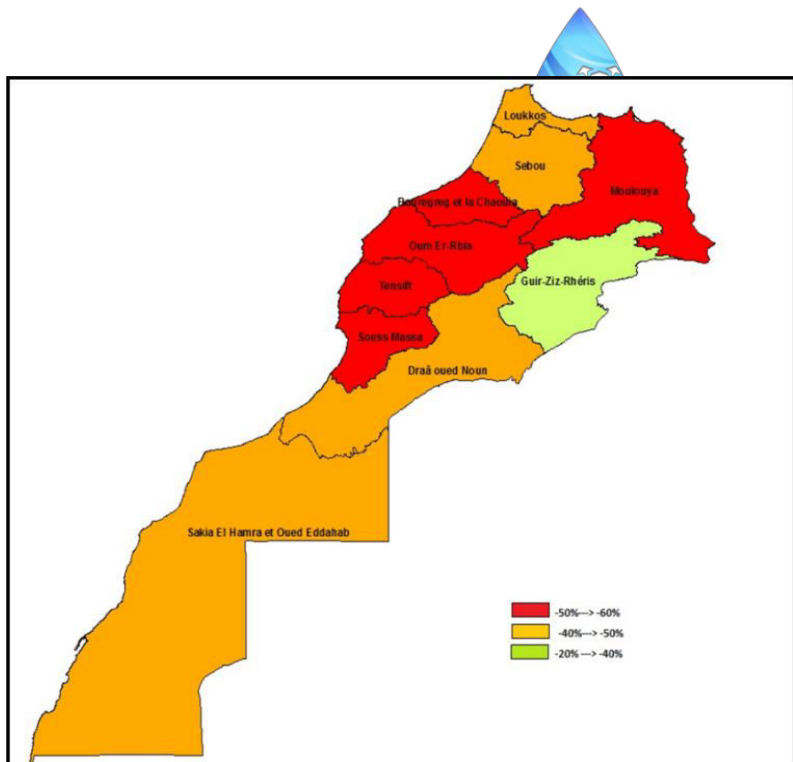 Loukkos
Sebou
Moulouya
Bouregreg et la Chaouia
Oum Er-Rbia
Guir-Ziz-Rhéris
Tensift
Souss Massa
Draâ oued Noun
Sakia El Hamra et Oued Eddahab
-50%---> -60%
-40%---> -50%
-20% ---> -40%